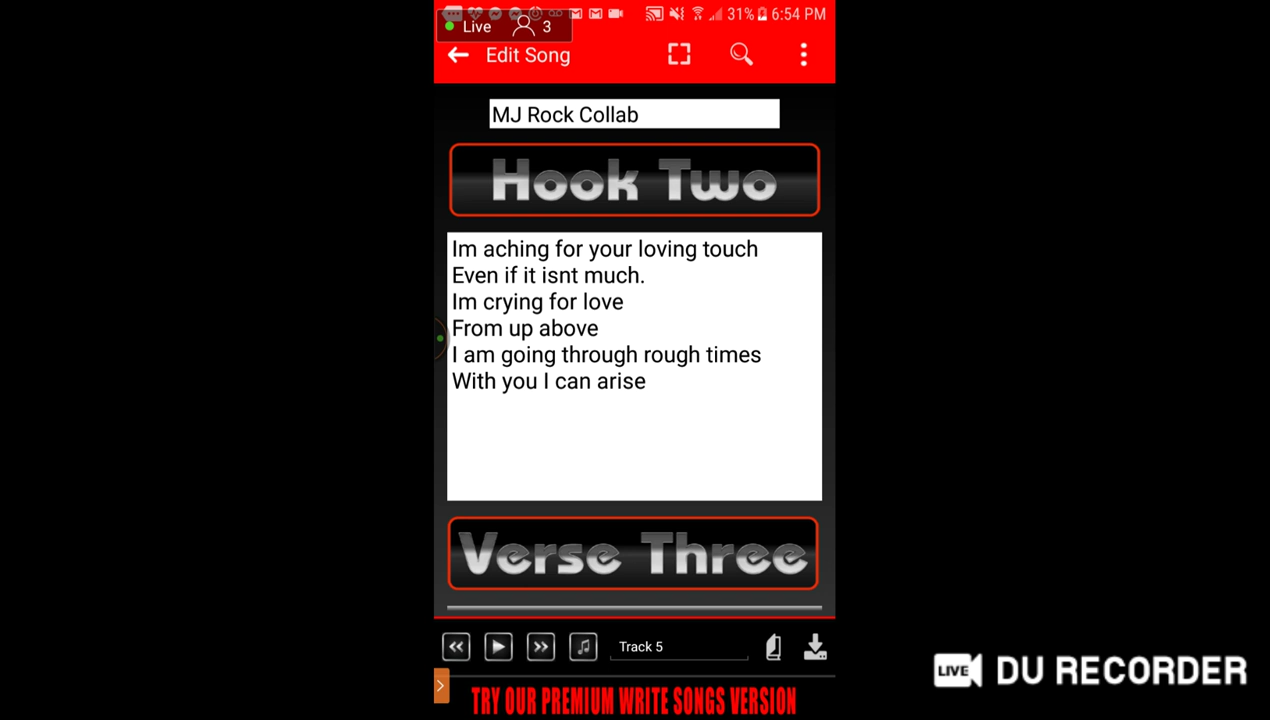 31% 6:54 PM
Live 3
Edit Song
MJ Rock Collab
Hook Two
Im aching for your loving touch
Even if it isnt much.
Im crying for love
From up above
I am going through rough times
With you I can arise
Verse Three
Track 5
LIVE DU RECORDER
TRY OUR PREMIUM WRITE SONGS VERSION